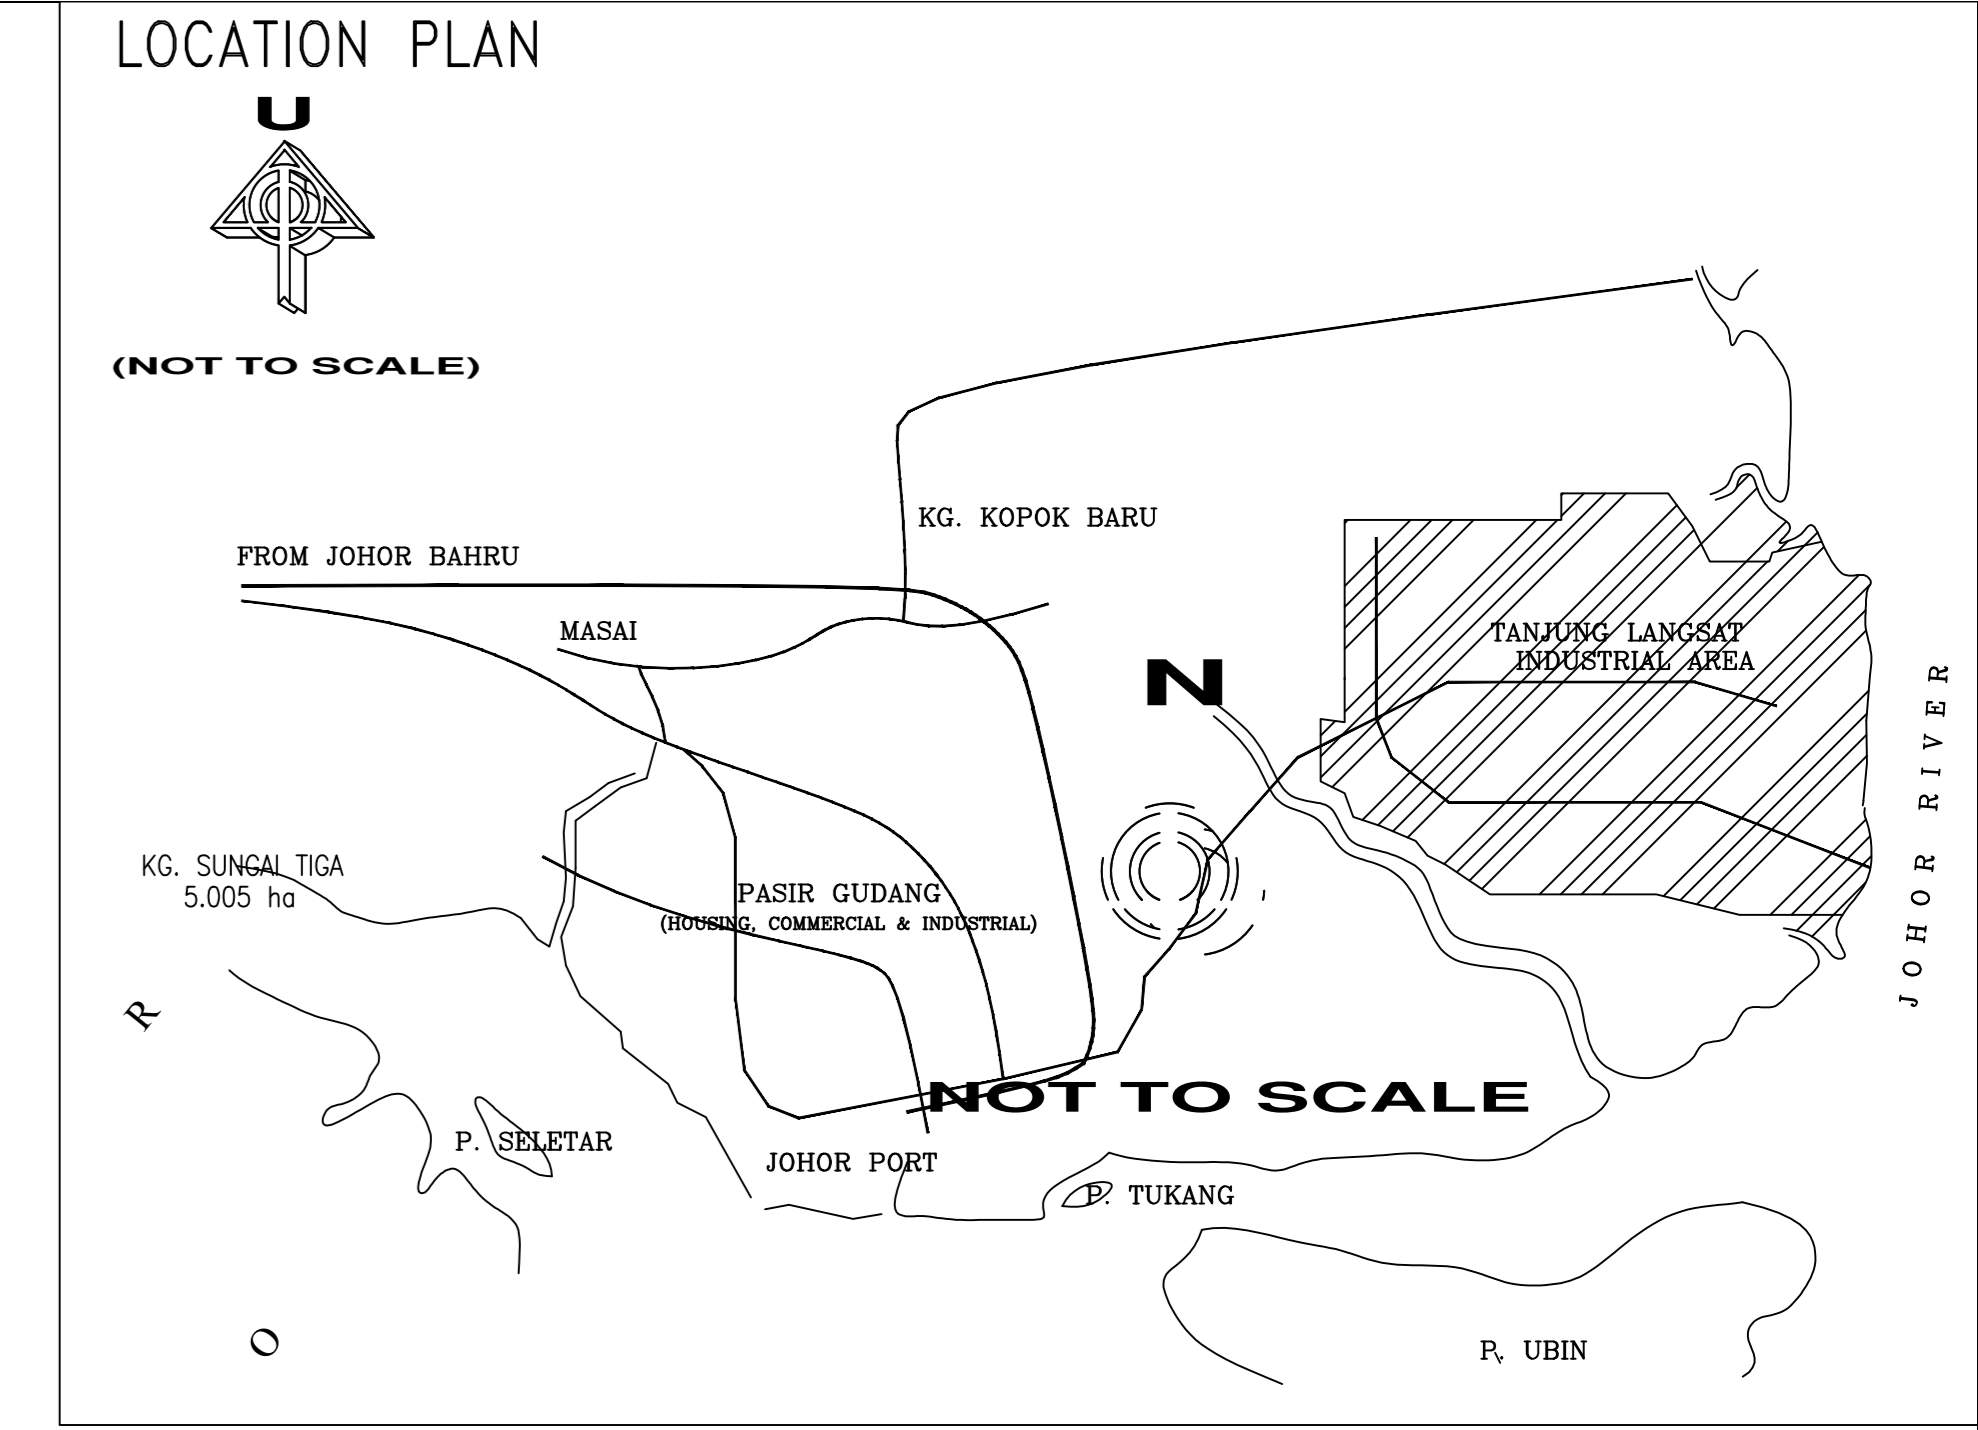 LOCATION PLAN
U
(NOT TO SCALE)
KG. KOPOK BARU
FROM JOHOR BAHRU
MASAI
TANJUNG LANGSAT
INDUSTRIAL AREA
N
JOHOR RIVER
KG. SUNGAI TIGA
5.005 ha
PASIR GUDANG
(HOUSING, COMMERCIAL & INDUSTRIAL)
R
NOT TO SCALE
P. SELETAR
JOHOR PORT
P. TUKANG
O
P. UBIN